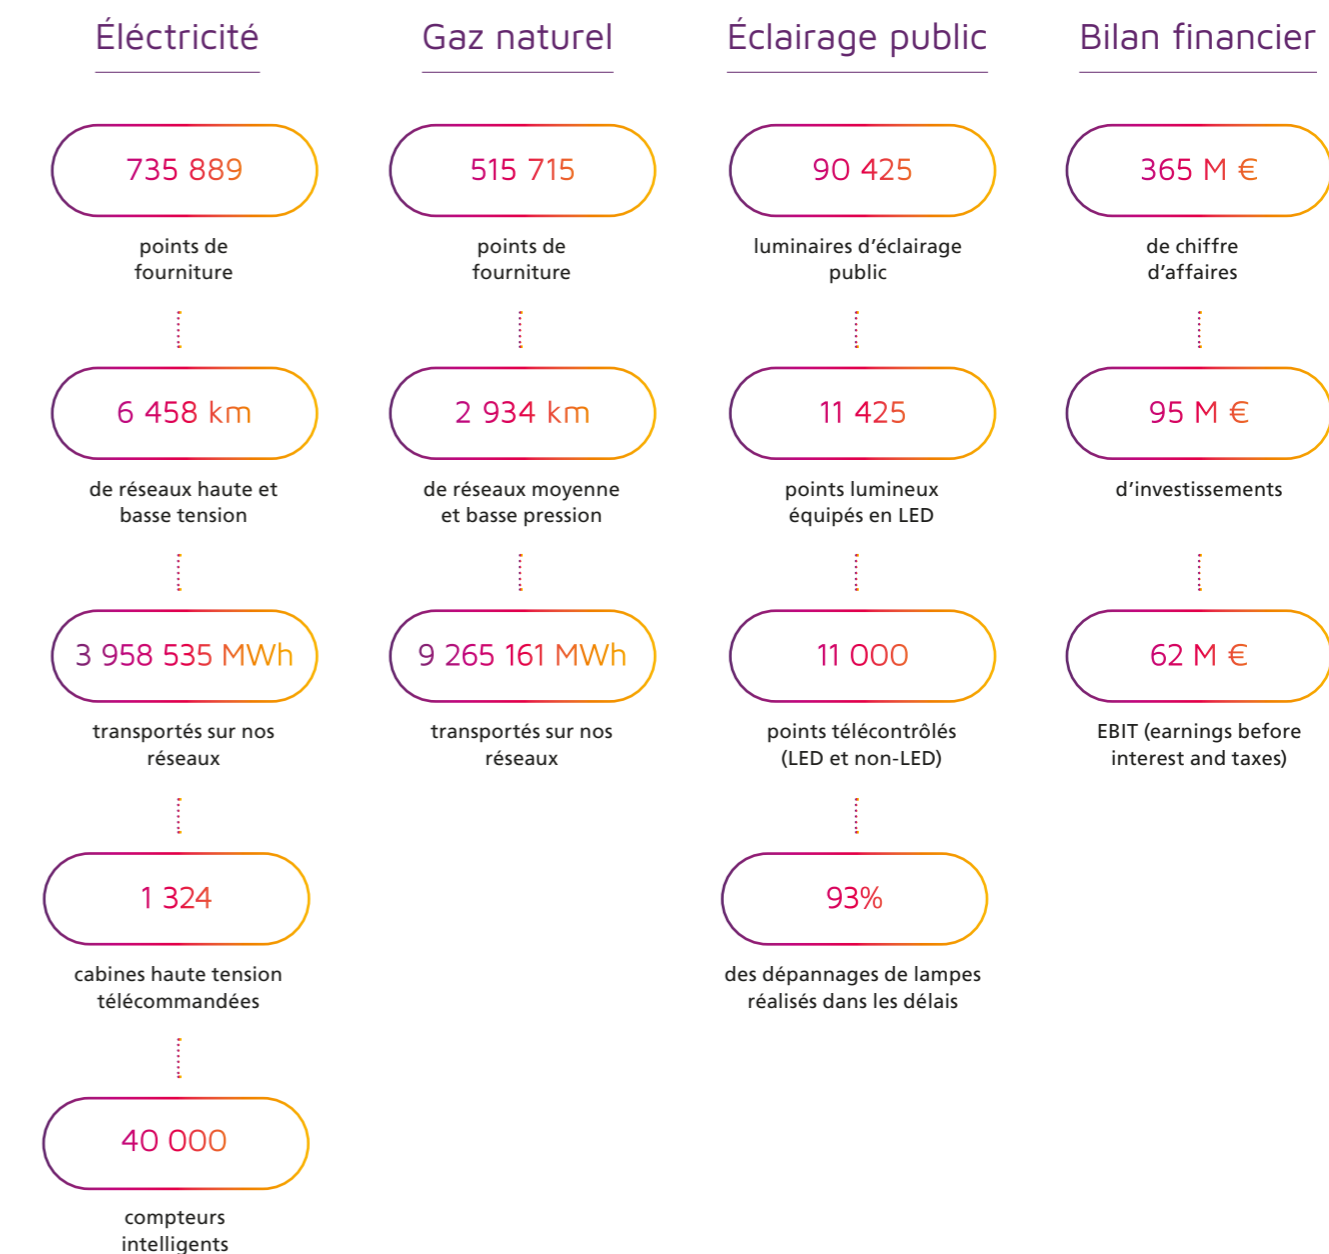 Éléctricité
735 889
points de
fourniture
6 458 km
de réseaux haute et
basse tension
3 958 535 MWh
transportés sur nos
réseaux
1 324
cabines haute tension
télécommandées
40 000
compteurs
intelligents
Gaz naturel
515 715
points de
fourniture
2 934 km
de réseaux moyenne
et basse pression
9 265 161 MWh
transportés sur nos
réseaux
Éclairage public
90 425
luminaires d'éclairage
public
11 425
points lumineux
équipés en LED
11 000
points télécontrôlés
(LED et non-LED)
93%
des dépannages de lampes
réalisés dans les délais
Bilan financier
365 M €
de chiffre
d'affaires
95 M €
d'investissements
62 M €
EBIT (earnings before
interest and taxes)